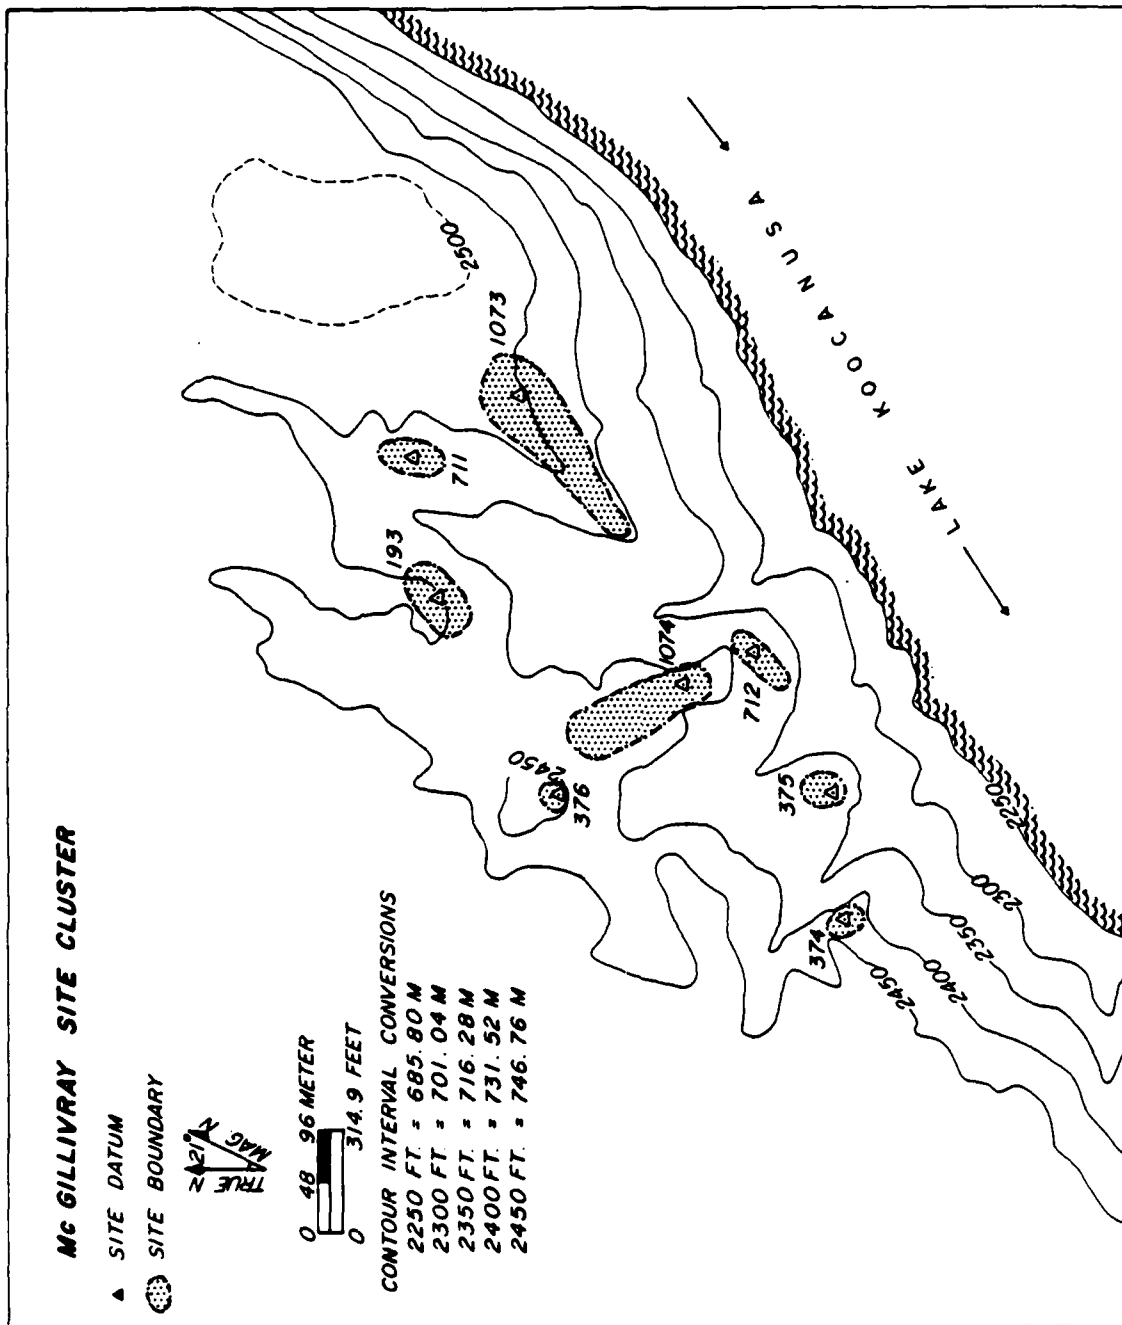 Mc GILLIVRAY SITE CLUSTER
SITE DATUM
SITE BOUNDARY
TRUE N
21°
MAG N
0 48 96 METER
0 314.9 FEET
CONTOUR INTERVAL CONVERSIONS
2250 FT. = 685.80 M
2300 FT. = 701.04 M
2350 FT. = 716.28 M
2400 FT. = 731.52 M
2450 FT. = 746.76 M
2500
1073
711
193
1074
712
2450
376
375
374
2450
2400
2350
2300
2250
LAKE KOOCANUSA